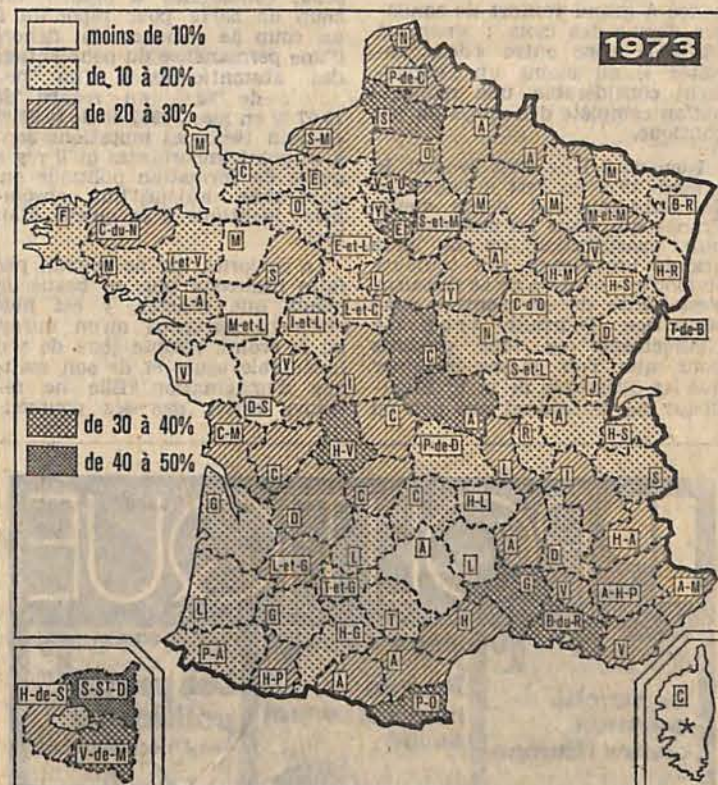 moins de 10%
1973
de 10 à 20%
de 20 à 30%
N
P-de-C
S
S-M
O
A
A
M
C
E
V-d'O
M
M
M
B-R
O
Y
E
S-et-M
M-et-M
F
C-du-N
I-et-V
M
E-et-L
A
V
H-R
M
S
L
H-M
H-S
L-A
L-et-C
Y
C-d'O
T-de-B
M-et-L
I-et-L
N
D
V
V
C
S-et-L
J
D-S
I
de 30 à 40%
C-M
C
A
A
H-S
H-V
P-de-D
R
de 40 à 50%
C
L
I
S
G
D
C
C
H-L
A
D
H-A
L-et-G
L
A
L
L
T-et-G
G
V
A-H-P
A-M
G
T
H
B-du-R
P-A
H-G
V
H-P
A
A
P-O
H-de-S
S-St-D
V-de-M
C
*